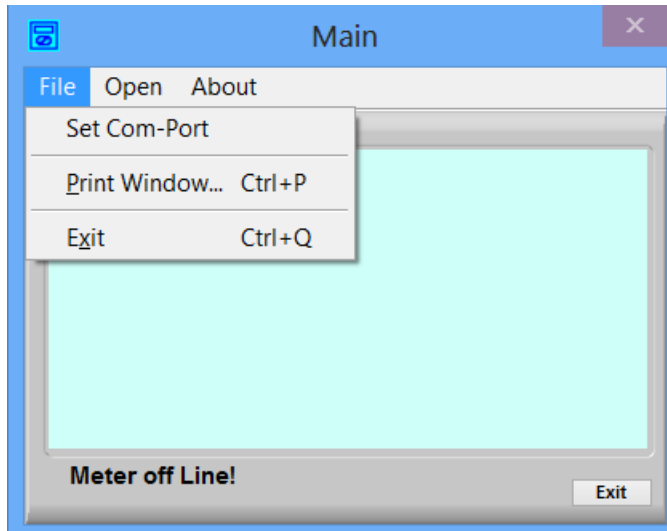 Main
File Open About
Set Com-Port
Print Window... Ctrl+P
Exit Ctrl+Q
Meter off Line!
Exit